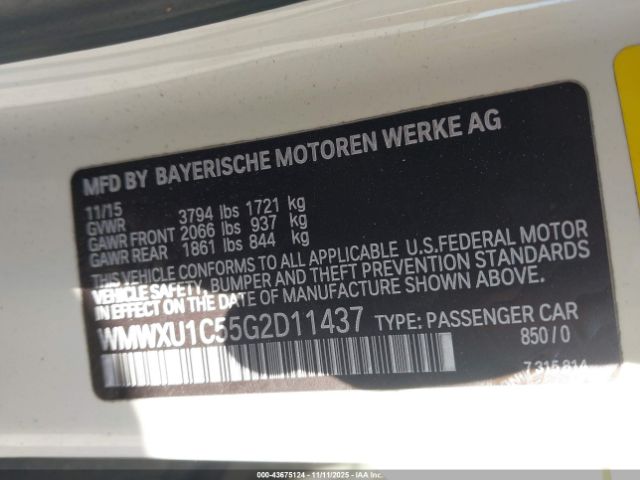 MFD BY BAYERISCHE MOTOREN WERKE AG
11/15
GVWR 3794 lbs 1721 kg
GAWR FRONT 2066 lbs 937 kg
GAWR REAR 1861 lbs 844 kg
THIS VEHICLE CONFORMS TO ALL APPLICABLE U.S.FEDERAL MOTOR
VEHICLE SAFETY, BUMPER AND THEFT PREVENTION STANDARDS
IN EFFECT ON THE DATE OF MANUFACTURE SHOWN ABOVE.
WMWXU1C55G2D11437 TYPE: PASSENGER CAR
850/0
7 315 814
000-43675124 - 11/11/2025 - © IAA Inc. All Rights Reserved.